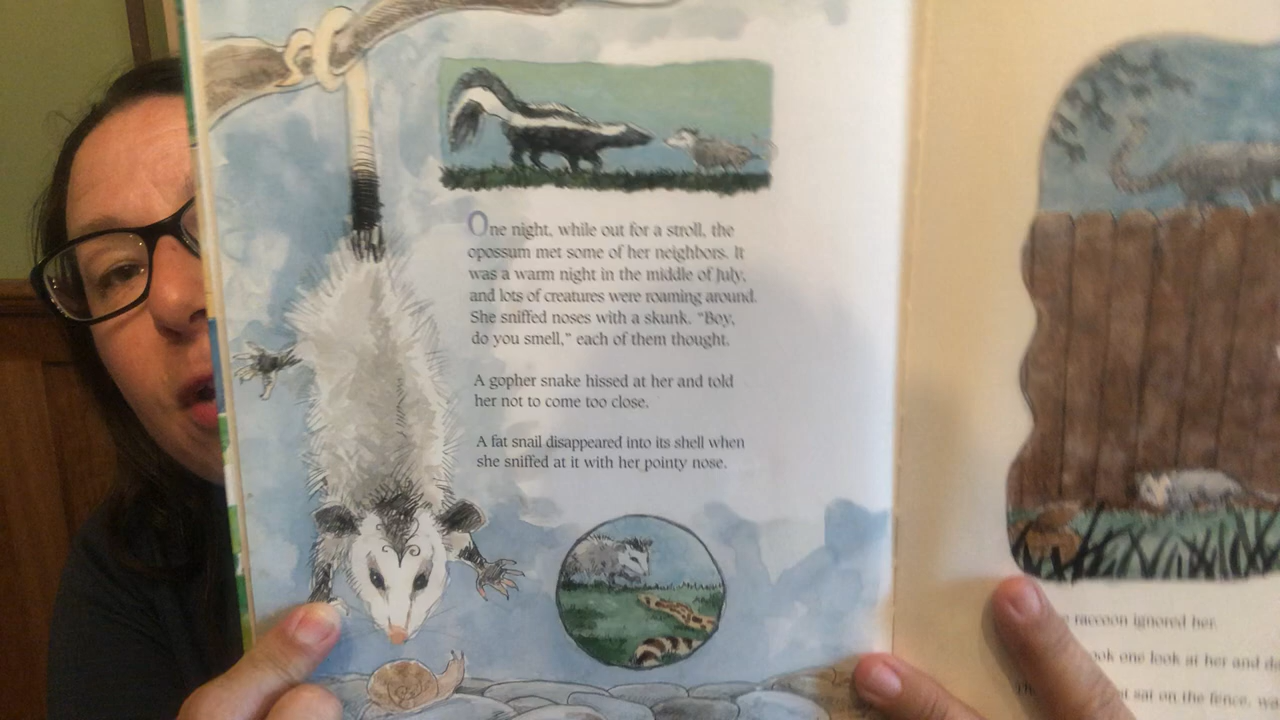 One night, while out for a stroll, the
opossum met some of her neighbors. It
was a warm night in the middle of July,
and lots of creatures were roaming around.
She sniffed noses with a skunk. “Boy,
do you smell,” each of them thought.
A gopher snake hissed at her and told
her not to come too close.
A fat snail disappeared into its shell when
she sniffed at it with her pointy nose.
raccoon ignored her.
one look at her and
sat on the fence,